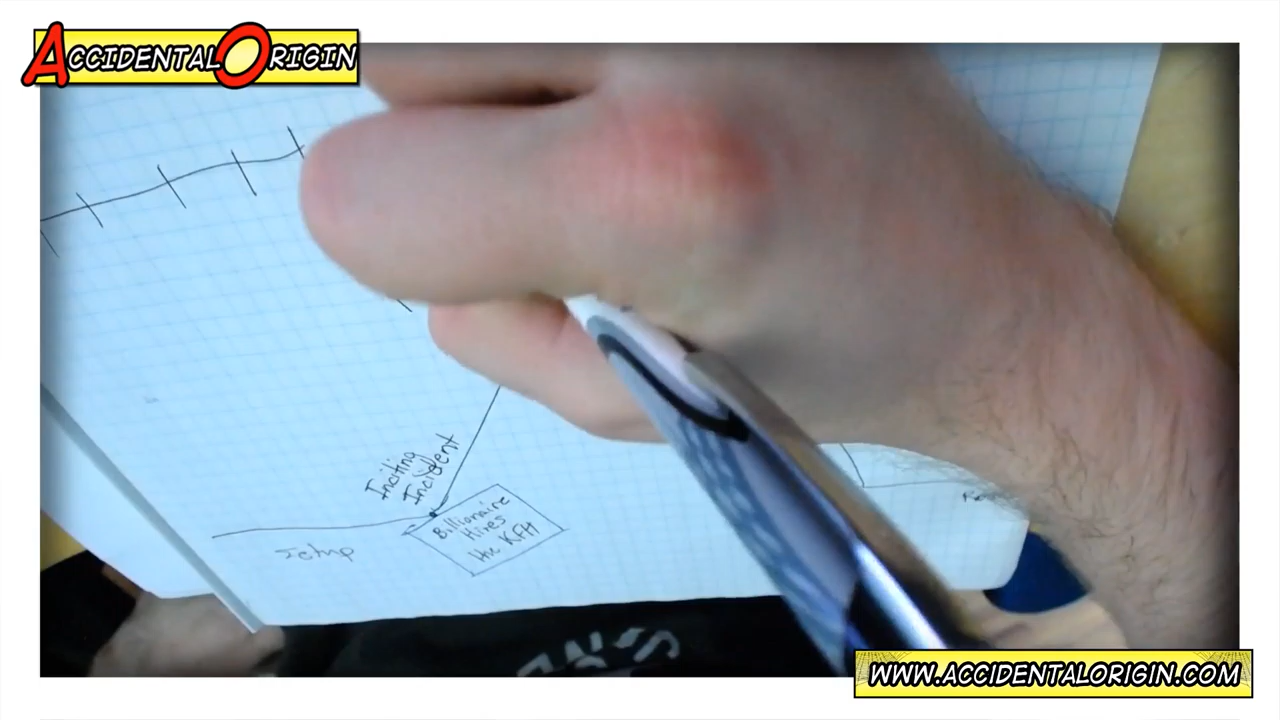 ACCIDENTAL ORIGIN
Inciting
Incident
Billionaire
Hires
the KFH
Setup
WWW.ACCIDENTALORIGIN.COM